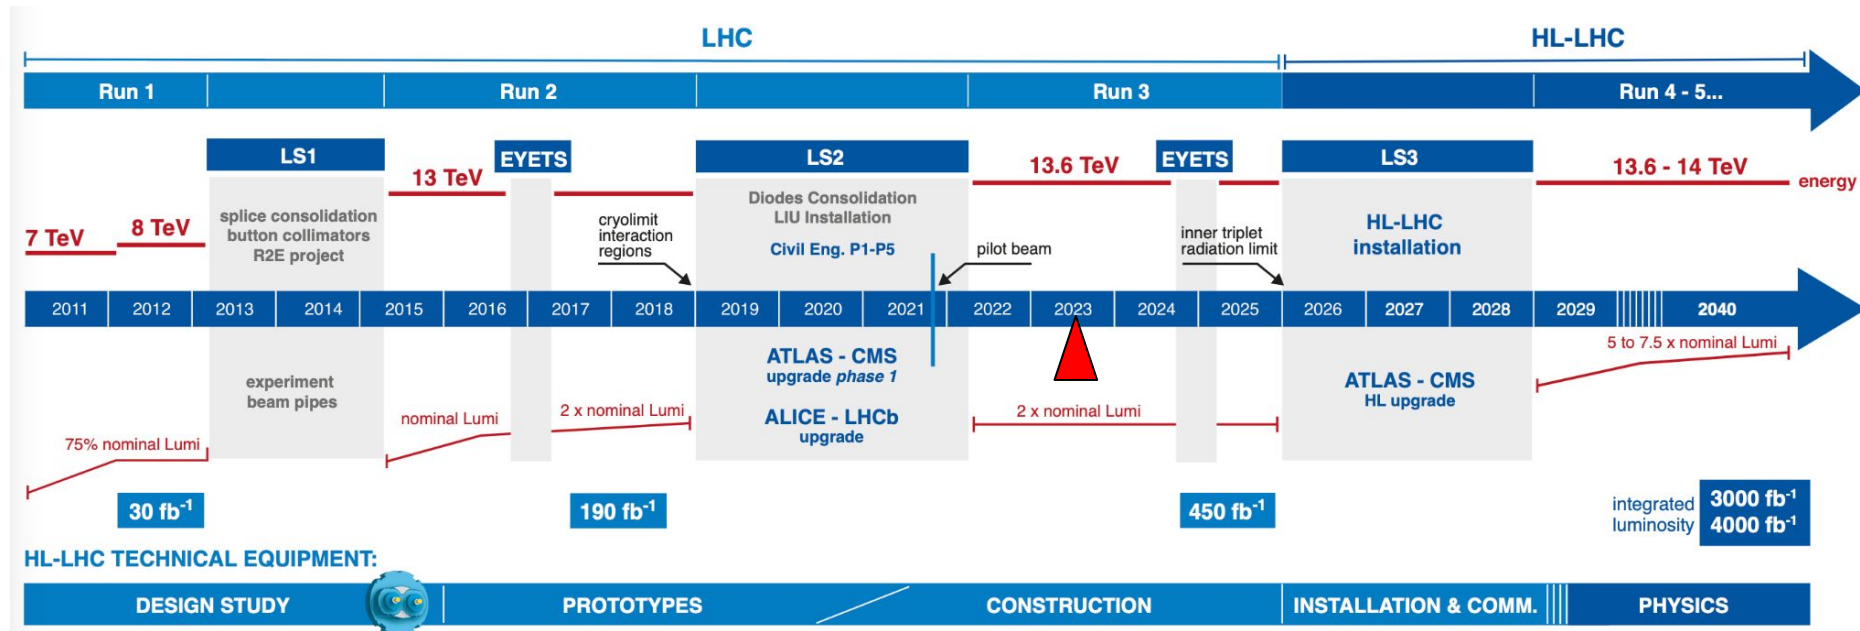 LHC
HL-LHC
Run 1
Run 2
Run 3
Run 4 - 5...
LS1
EYETS
LS2
EYETS
LS3
13 TeV
13.6 TeV
13.6 - 14 TeV
energy
7 TeV
8 TeV
splice consolidation
button collimators
R2E project
cryolimit
interaction
regions
Diodes Consolidation
LIU Installation
Civil Eng. P1-P5
pilot beam
inner triplet
radiation limit
HL-LHC
installation
2011
2012
2013
2014
2015
2016
2017
2018
2019
2020
2021
2022
2023
2024
2025
2026
2027
2028
2029
2040
5 to 7.5 x nominal Lumi
experiment
beam pipes
ATLAS - CMS
upgrade phase 1
ALICE - LHCb
upgrade
ATLAS - CMS
HL upgrade
75% nominal Lumi
nominal Lumi
2 x nominal Lumi
2 x nominal Lumi
30 fb⁻¹
190 fb⁻¹
450 fb⁻¹
integrated
luminosity
3000 fb⁻¹
4000 fb⁻¹
HL-LHC TECHNICAL EQUIPMENT:
DESIGN STUDY
PROTOTYPES
CONSTRUCTION
INSTALLATION & COMM.
PHYSICS